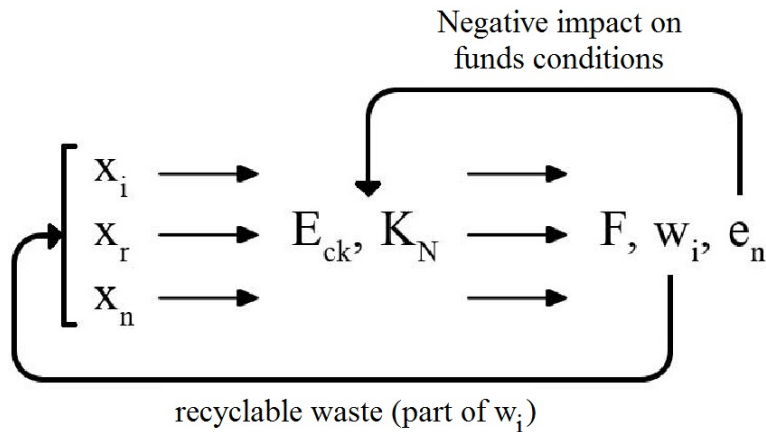 Negative impact on
funds conditions
x_i
x_r
x_n
E_ck, K_N
F, w_i, e_n
recyclable waste (part of w_i)